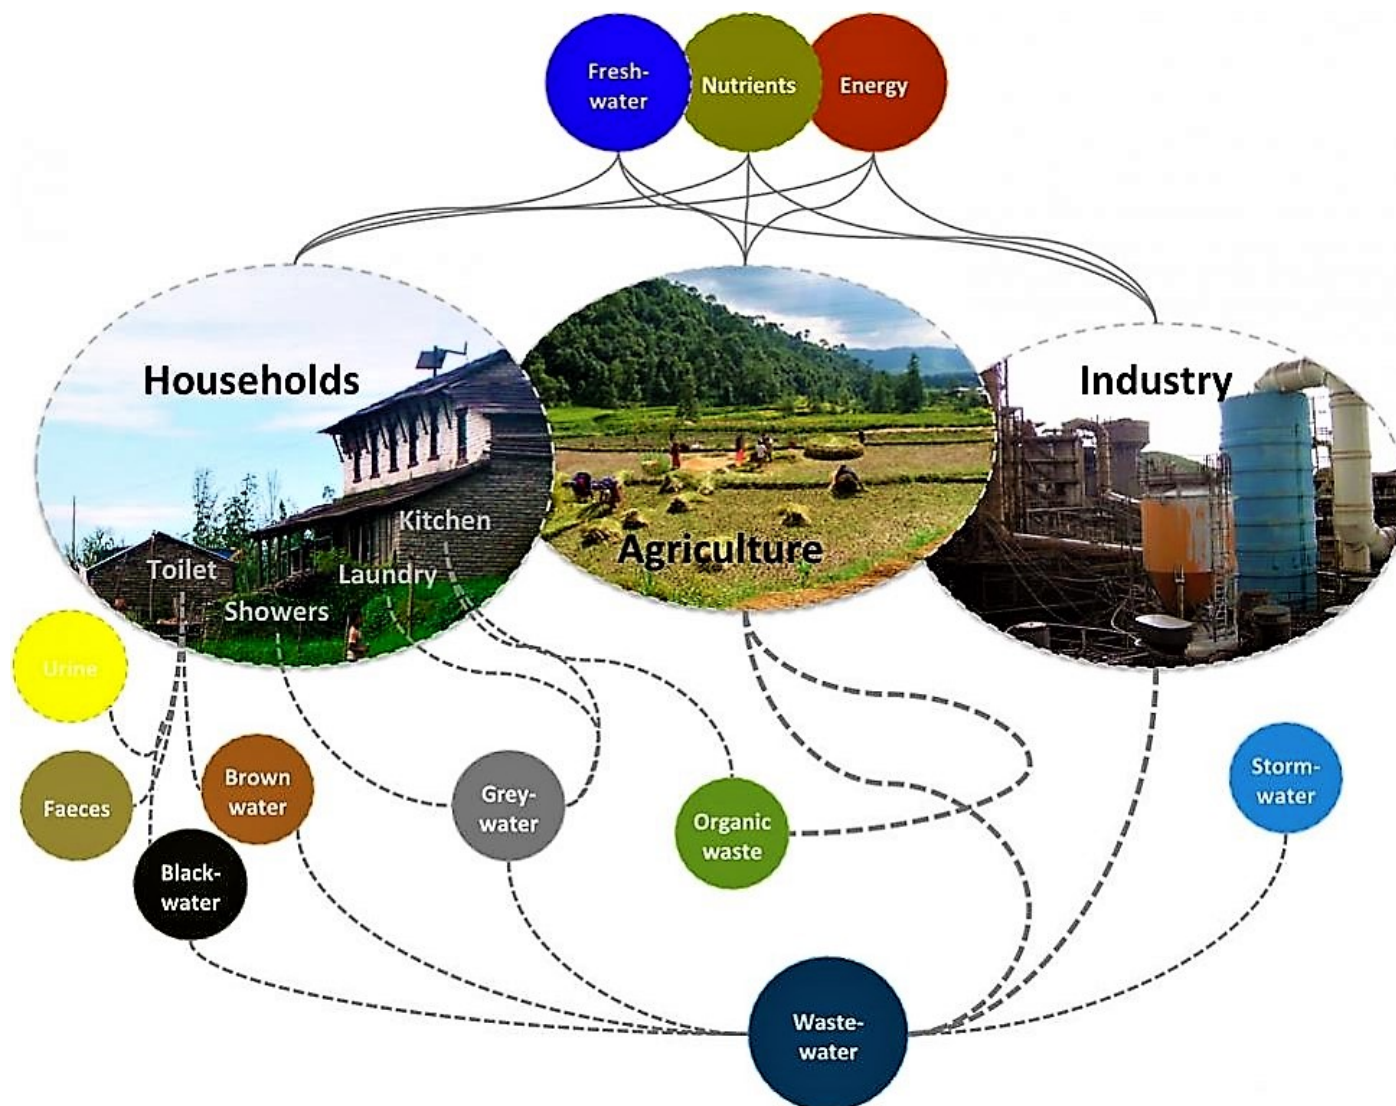 Fresh-
water
Nutrients
Energy
Households
Industry
Kitchen
Agriculture
Toilet
Laundry
Showers
Urine
Brown
water
Faeces
Grey-
water
Organic
waste
Storm-
water
Black-
water
Waste-
water